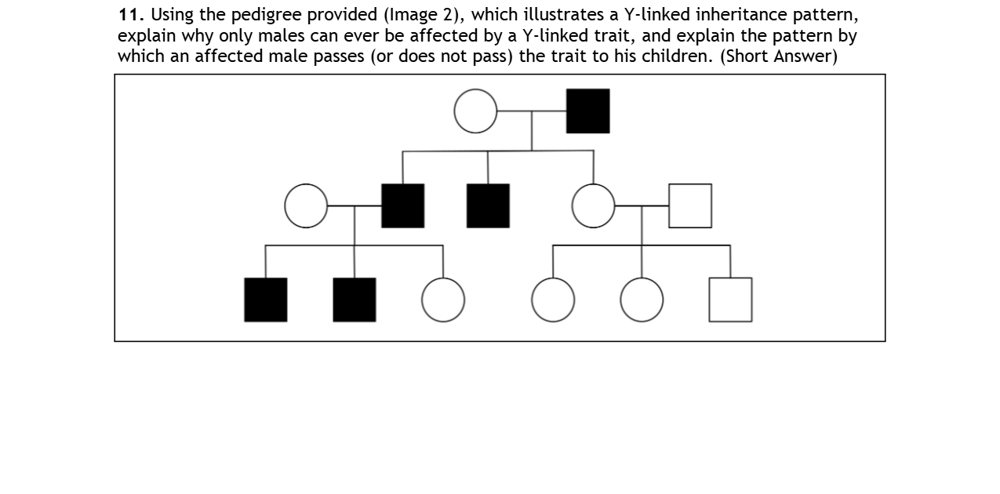 11. Using the pedigree provided (Image 2), which illustrates a Y-linked inheritance pattern,
explain why only males can ever be affected by a Y-linked trait, and explain the pattern by
which an affected male passes (or does not pass) the trait to his children. (Short Answer)